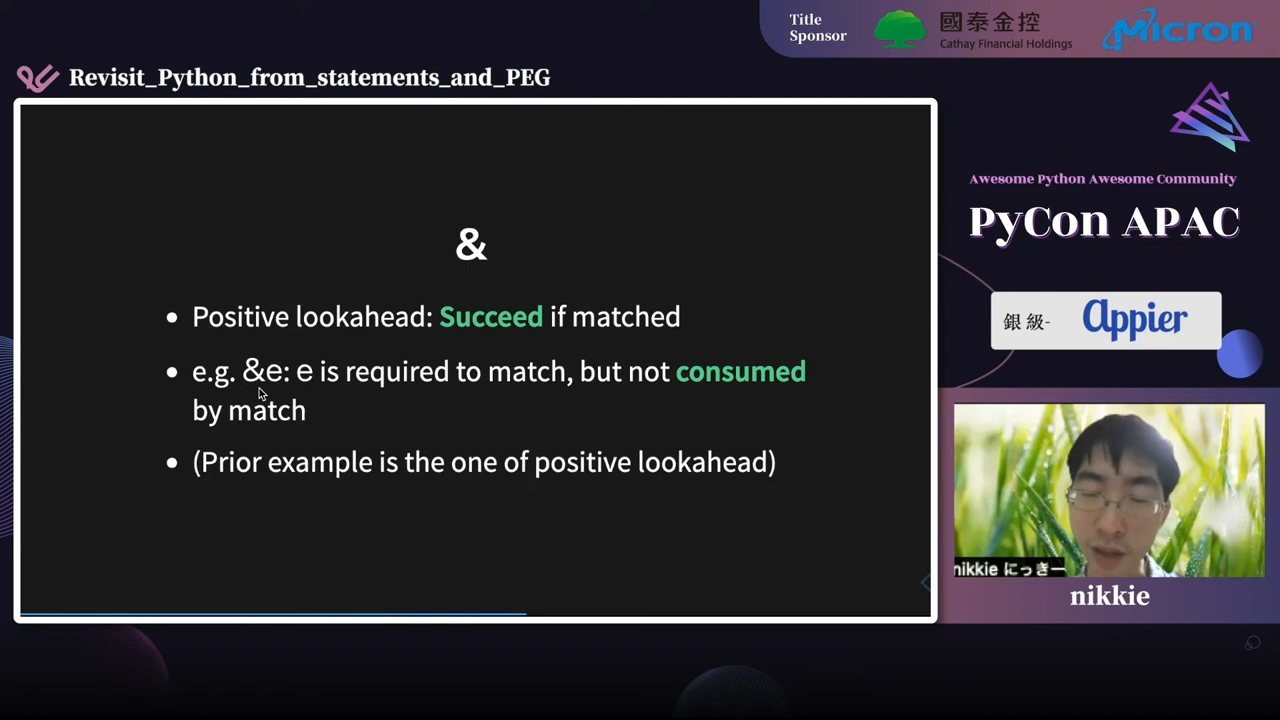 Title
Sponsor
國泰金控
Cathay Financial Holdings
Micron
Revisit_Python_from_statements_and_PEG
&
• Positive lookahead: Succeed if matched
• e.g. &e: e is required to match, but not consumed
by match
• (Prior example is the one of positive lookahead)
Awesome Python Awesome Community
PyCon APAC
銀級-
Appier
nikkie にっきー
nikkie